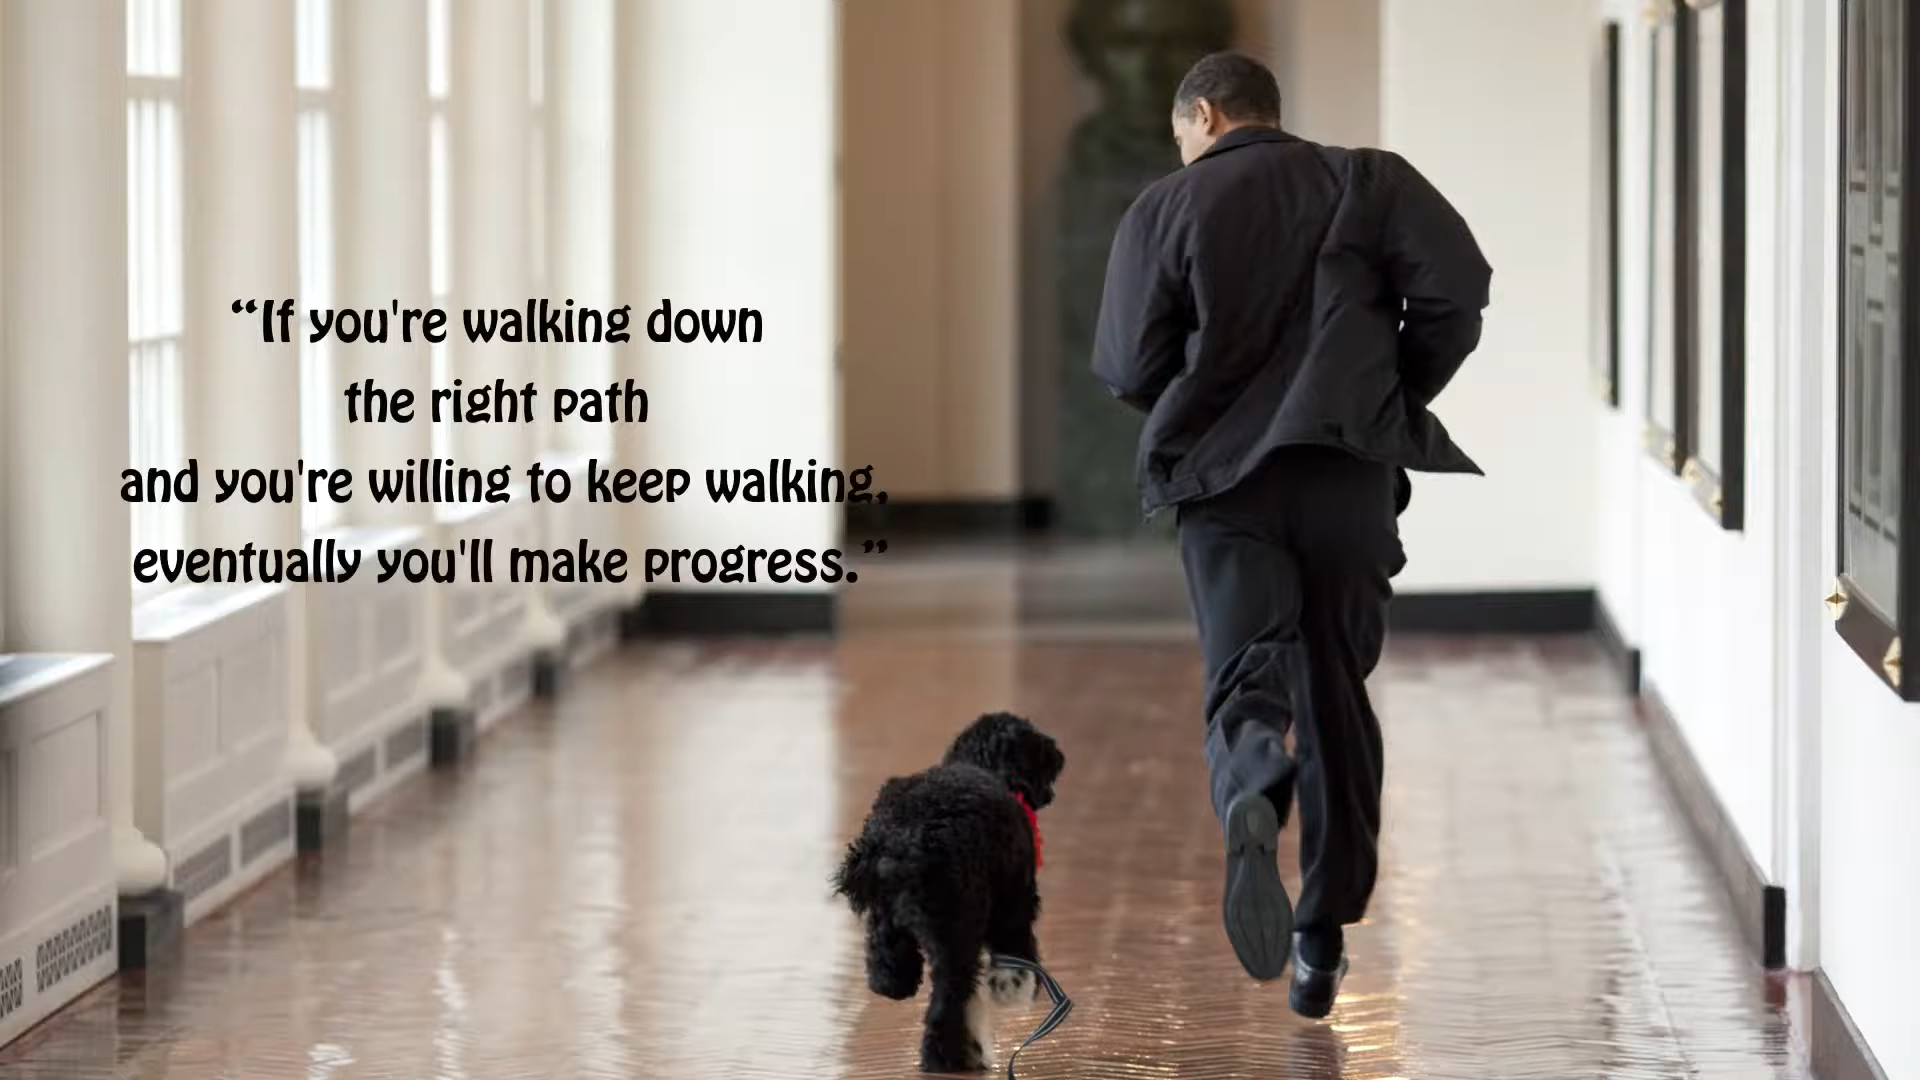 “If you're walking down
the right path
and you're willing to keep walking,
eventually you'll make progress.”